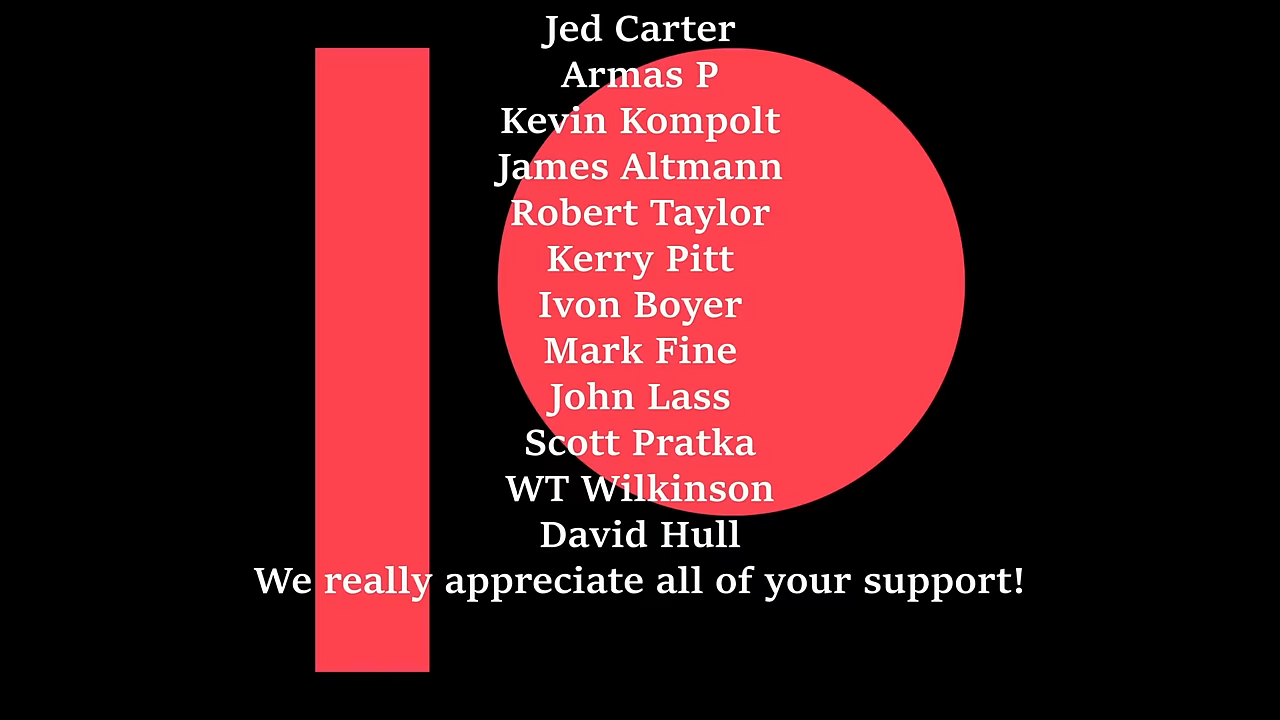 Jed Carter
Armas P
Kevin Kompolt
James Altmann
Robert Taylor
Kerry Pitt
Ivon Boyer
Mark Fine
John Lass
Scott Pratka
WT Wilkinson
David Hull
We really appreciate all of your support!